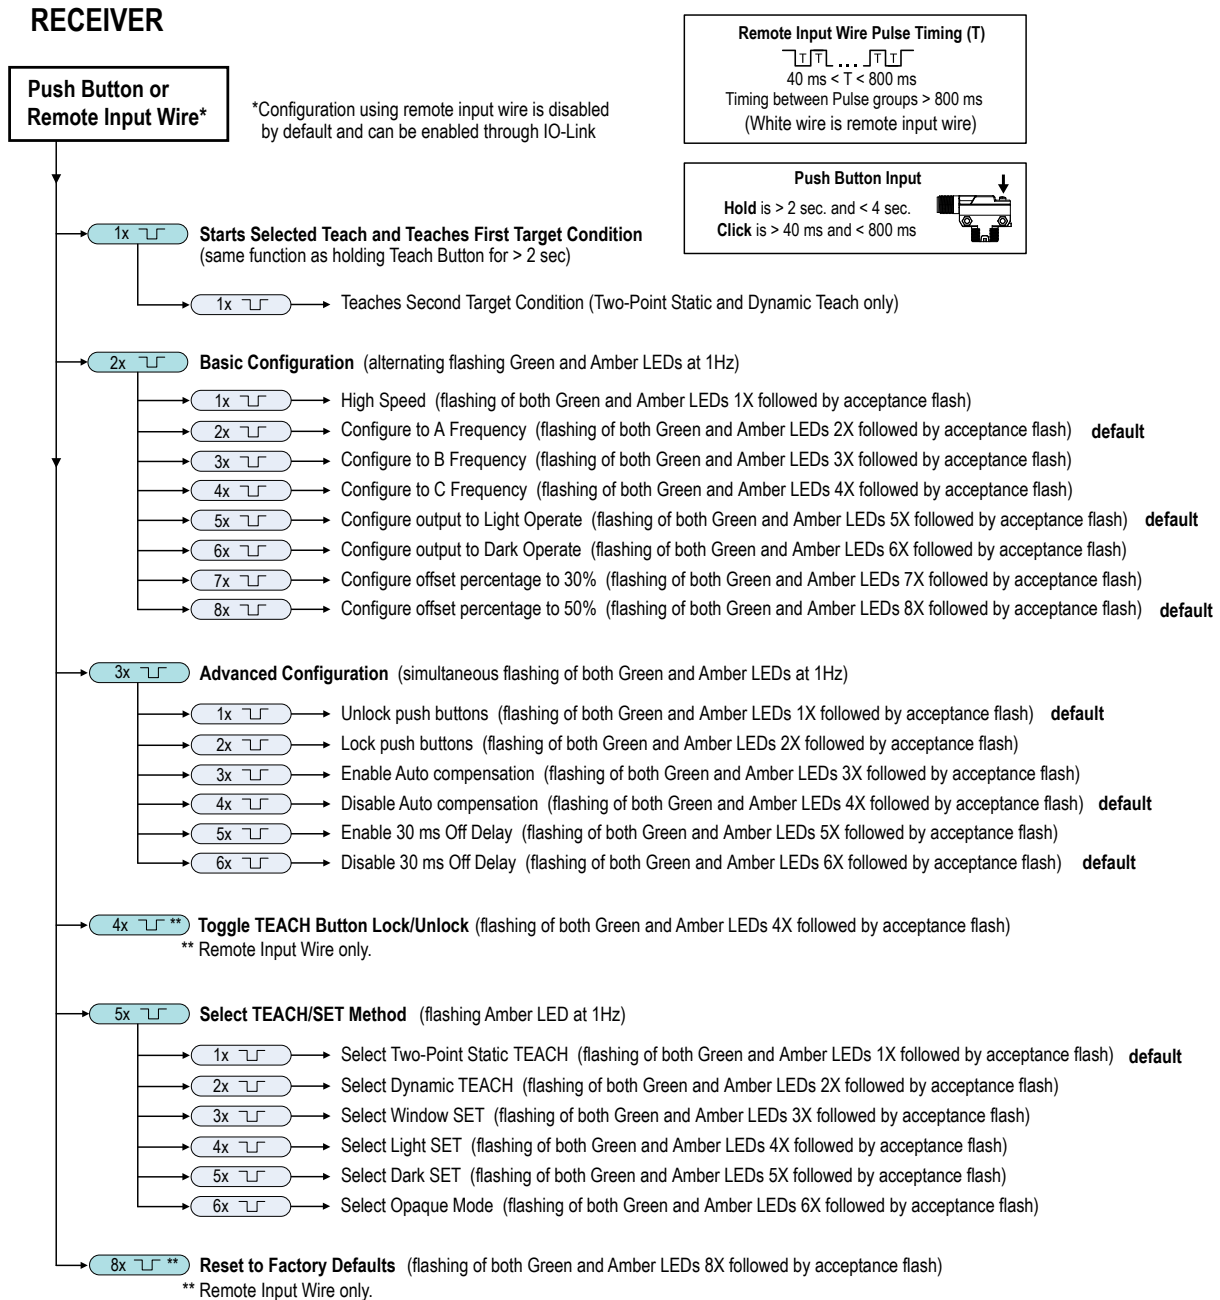 RECEIVER
Push Button or
Remote Input Wire*
*Configuration using remote input wire is disabled
by default and can be enabled through IO-Link
Remote Input Wire Pulse Timing (T)
T T ... T T
40 ms < T < 800 ms
Timing between Pulse groups > 800 ms
(White wire is remote input wire)
Push Button Input
Hold is > 2 sec. and < 4 sec.
Click is > 40 ms and < 800 ms
1x Starts Selected Teach and Teaches First Target Condition
(same function as holding Teach Button for > 2 sec)
1x Teaches Second Target Condition (Two-Point Static and Dynamic Teach only)
2x Basic Configuration (alternating flashing Green and Amber LEDs at 1Hz)
1x High Speed (flashing of both Green and Amber LEDs 1X followed by acceptance flash)
2x Configure to A Frequency (flashing of both Green and Amber LEDs 2X followed by acceptance flash) default
3x Configure to B Frequency (flashing of both Green and Amber LEDs 3X followed by acceptance flash)
4x Configure to C Frequency (flashing of both Green and Amber LEDs 4X followed by acceptance flash)
5x Configure output to Light Operate (flashing of both Green and Amber LEDs 5X followed by acceptance flash) default
6x Configure output to Dark Operate (flashing of both Green and Amber LEDs 6X followed by acceptance flash)
7x Configure offset percentage to 30% (flashing of both Green and Amber LEDs 7X followed by acceptance flash)
8x Configure offset percentage to 50% (flashing of both Green and Amber LEDs 8X followed by acceptance flash) default
3x Advanced Configuration (simultaneous flashing of both Green and Amber LEDs at 1Hz)
1x Unlock push buttons (flashing of both Green and Amber LEDs 1X followed by acceptance flash) default
2x Lock push buttons (flashing of both Green and Amber LEDs 2X followed by acceptance flash)
3x Enable Auto compensation (flashing of both Green and Amber LEDs 3X followed by acceptance flash)
4x Disable Auto compensation (flashing of both Green and Amber LEDs 4X followed by acceptance flash) default
5x Enable 30 ms Off Delay (flashing of both Green and Amber LEDs 5X followed by acceptance flash)
6x Disable 30 ms Off Delay (flashing of both Green and Amber LEDs 6X followed by acceptance flash) default
4x ** Toggle TEACH Button Lock/Unlock (flashing of both Green and Amber LEDs 4X followed by acceptance flash)
** Remote Input Wire only.
5x Select TEACH/SET Method (flashing Amber LED at 1Hz)
1x Select Two-Point Static TEACH (flashing of both Green and Amber LEDs 1X followed by acceptance flash) default
2x Select Dynamic TEACH (flashing of both Green and Amber LEDs 2X followed by acceptance flash)
3x Select Window SET (flashing of both Green and Amber LEDs 3X followed by acceptance flash)
4x Select Light SET (flashing of both Green and Amber LEDs 4X followed by acceptance flash)
5x Select Dark SET (flashing of both Green and Amber LEDs 5X followed by acceptance flash)
6x Select Opaque Mode (flashing of both Green and Amber LEDs 6X followed by acceptance flash)
8x ** Reset to Factory Defaults (flashing of both Green and Amber LEDs 8X followed by acceptance flash)
** Remote Input Wire only.